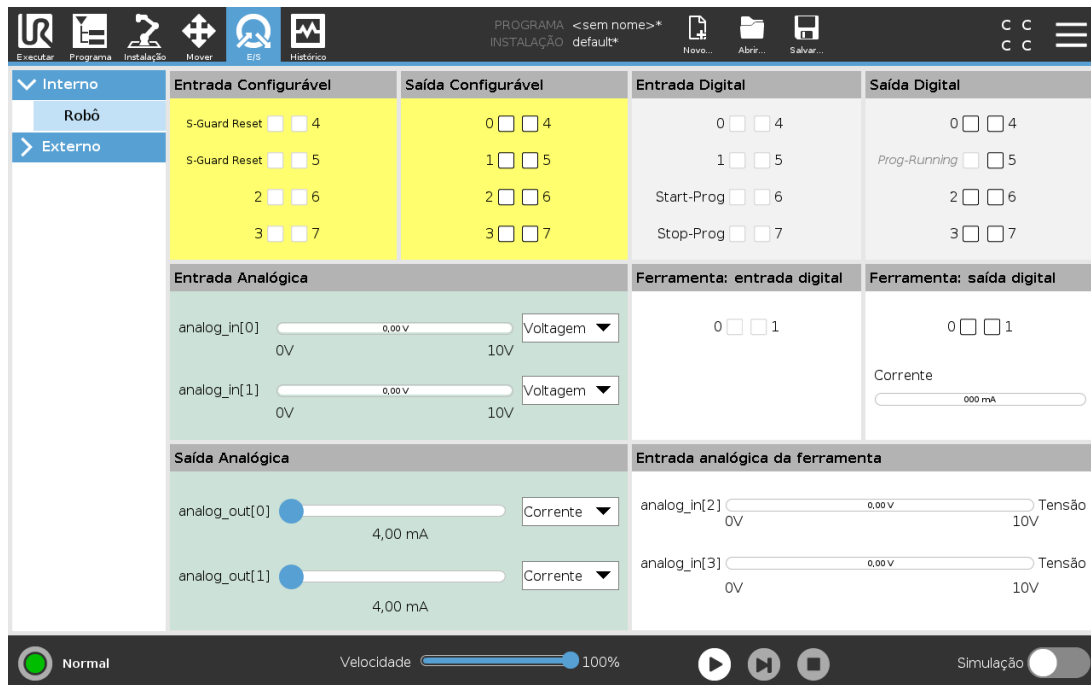 PROGRAMA <sem nome>*
INSTALAÇÃO default*
Executar Programa Instalação Mover E/S Histórico Novo... Abrir... Salvar...
C C
C C
Interno
Robô
Externo
Entrada Configurável
S-Guard Reset 4
S-Guard Reset 5
2 6
3 7
Saída Configurável
0 4
1 5
2 6
3 7
Entrada Digital
0 4
1 5
Start-Prog 6
Stop-Prog 7
Saída Digital
0 4
Prog-Running 5
2 6
3 7
Entrada Analógica
analog_in[0] 0,00 V Voltagem
0V 10V
analog_in[1] 0,00 V Voltagem
0V 10V
Ferramenta: entrada digital
0 1
Ferramenta: saída digital
0 1
Corrente
000 mA
Saída Analógica
analog_out[0] Corrente
4,00 mA
analog_out[1] Corrente
4,00 mA
Entrada analógica da ferramenta
analog_in[2] 0,00 V Tensão
0V 10V
analog_in[3] 0,00 V Tensão
0V 10V
Normal Velocidade 100% Simulação